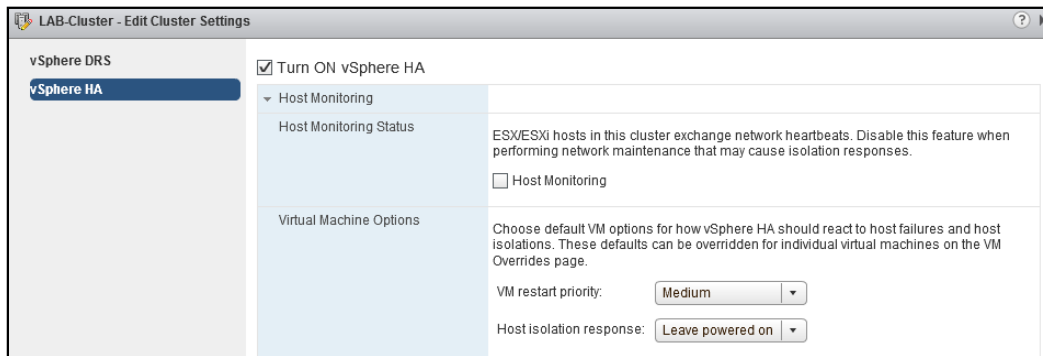 LAB-Cluster - Edit Cluster Settings
?
vSphere DRS
vSphere HA
Turn ON vSphere HA
Host Monitoring
Host Monitoring Status
ESX/ESXi hosts in this cluster exchange network heartbeats. Disable this feature when
performing network maintenance that may cause isolation responses.
Host Monitoring
Virtual Machine Options
Choose default VM options for how vSphere HA should react to host failures and host
isolations. These defaults can be overridden for individual virtual machines on the VM
Overrides page.
VM restart priority: Medium
Host isolation response: Leave powered on